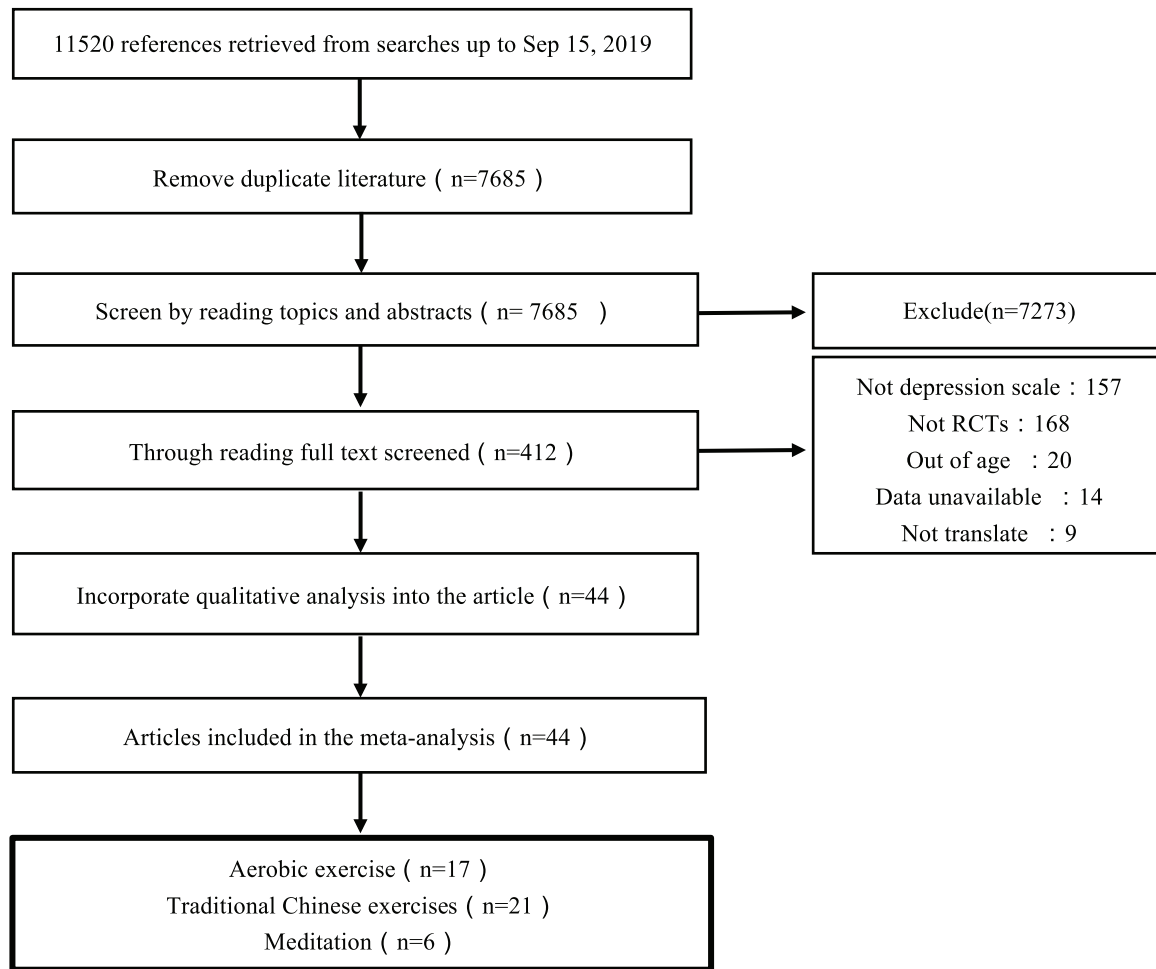 11520 references retrieved from searches up to Sep 15, 2019
Remove duplicate literature ( n=7685 )
Screen by reading topics and abstracts ( n= 7685 )
Exclude(n=7273)
Through reading full text screened ( n=412 )
Not depression scale : 157
Not RCTs : 168
Out of age : 20
Data unavailable : 14
Not translate : 9
Incorporate qualitative analysis into the article ( n=44 )
Articles included in the meta-analysis ( n=44 )
Aerobic exercise ( n=17 )
Traditional Chinese exercises ( n=21 )
Meditation ( n=6 )